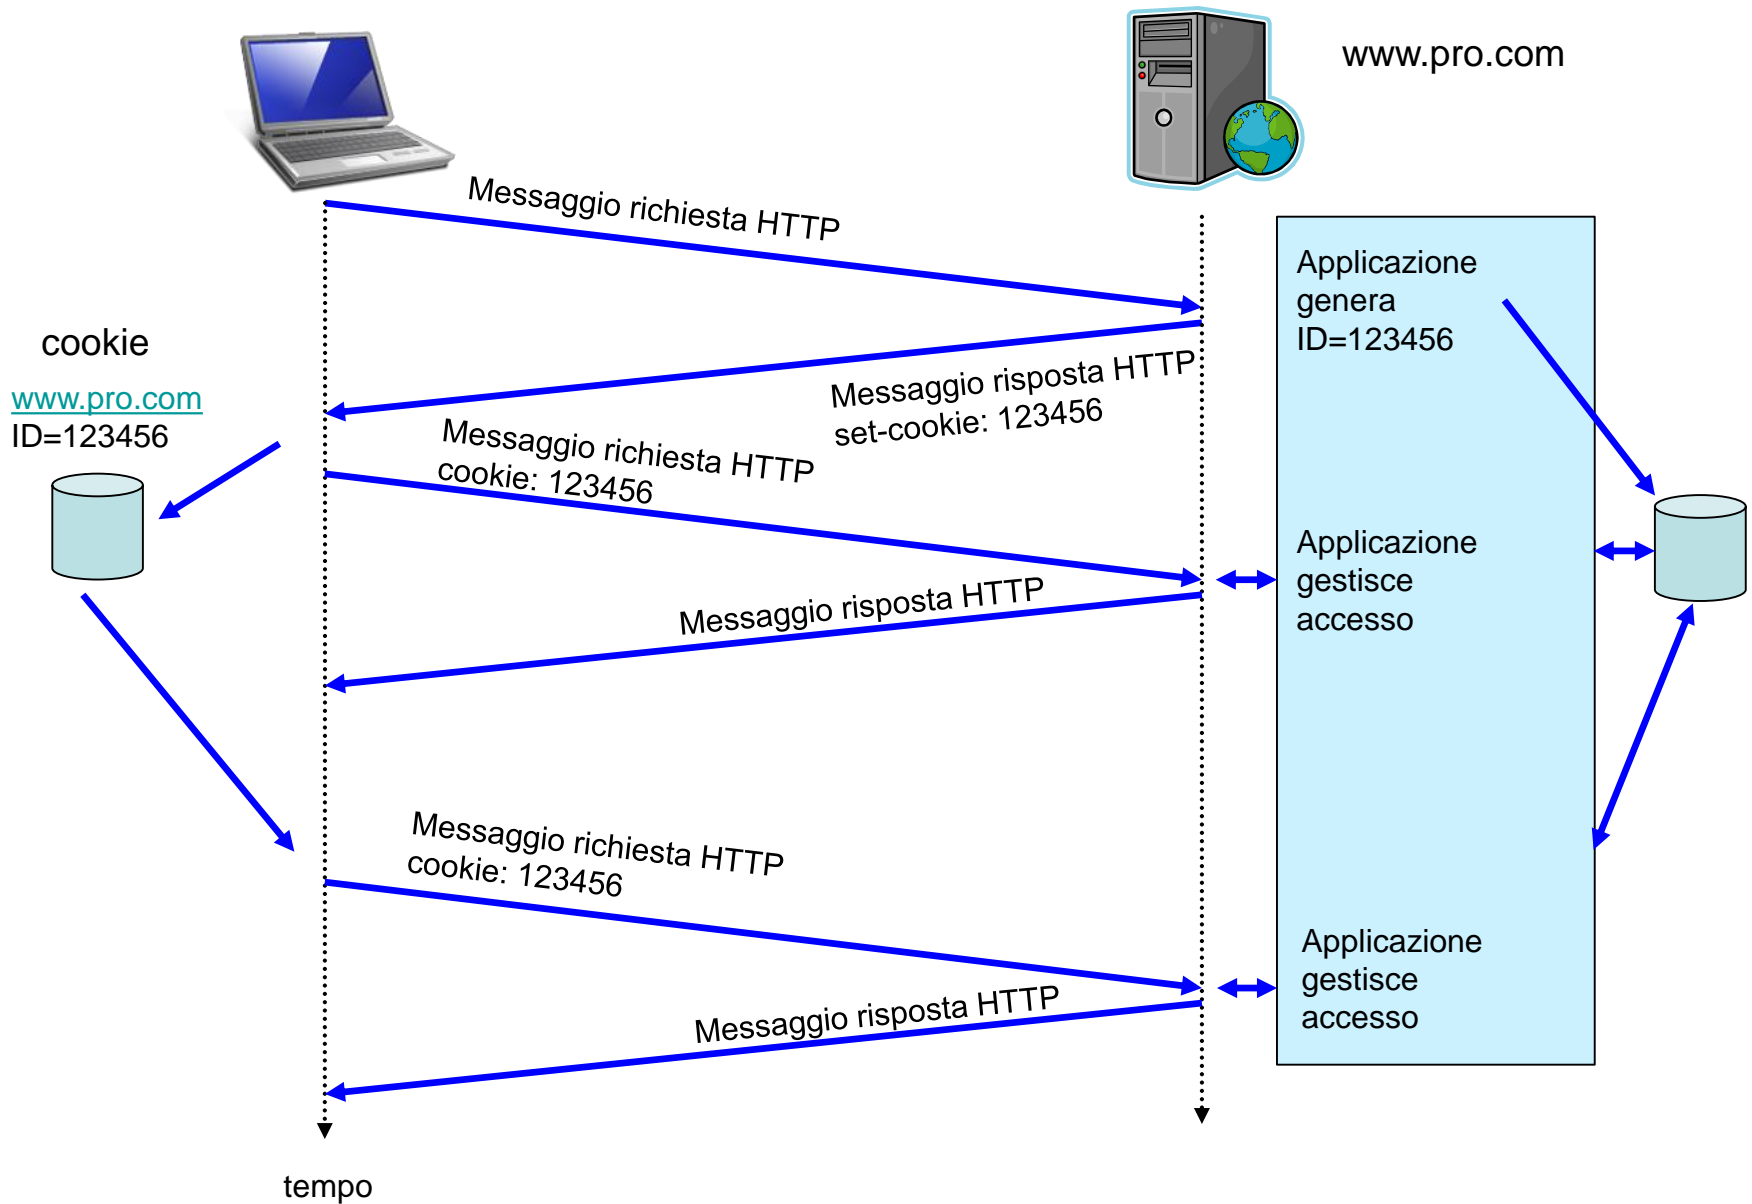 www.pro.com
Messaggio richiesta HTTP
Applicazione
genera
ID=123456
cookie
www.pro.com
ID=123456
Messaggio risposta HTTP
set-cookie: 123456
Messaggio richiesta HTTP
cookie: 123456
Applicazione
gestisce
accesso
Messaggio risposta HTTP
Messaggio richiesta HTTP
cookie: 123456
Applicazione
gestisce
accesso
Messaggio risposta HTTP
tempo